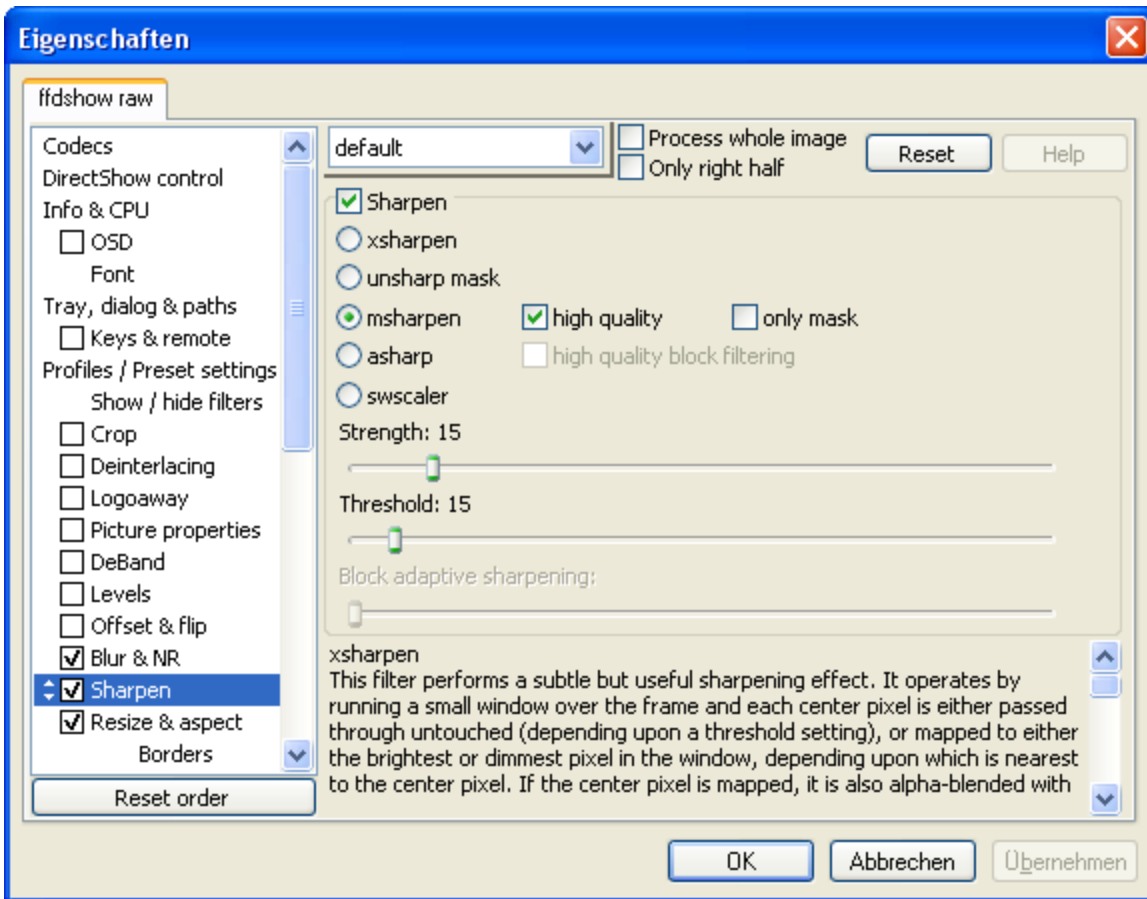 Eigenschaften
ffdshow raw
Codecs
DirectShow control
Info & CPU
OSD
Font
Tray, dialog & paths
Keys & remote
Profiles / Preset settings
Show / hide filters
Crop
Deinterlacing
Logoaway
Picture properties
DeBand
Levels
Offset & flip
Blur & NR
Sharpen
Resize & aspect
Borders
Reset order
default
Process whole image
Only right half
Reset
Help
Sharpen
xsharpen
unsharp mask
msharpen high quality only mask
asharp high quality block filtering
swscaler
Strength: 15
Threshold: 15
Block adaptive sharpening:
xsharpen
This filter performs a subtle but useful sharpening effect. It operates by
running a small window over the frame and each center pixel is either passed
through untouched (depending upon a threshold setting), or mapped to either
the brightest or dimmest pixel in the window, depending upon which is nearest
to the center pixel. If the center pixel is mapped, it is also alpha-blended with
OK Abbrechen Übernehmen